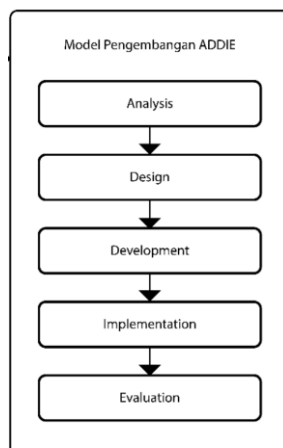 Model Pengembangan ADDIE
Analysis
Design
Development
Implementation
Evaluation